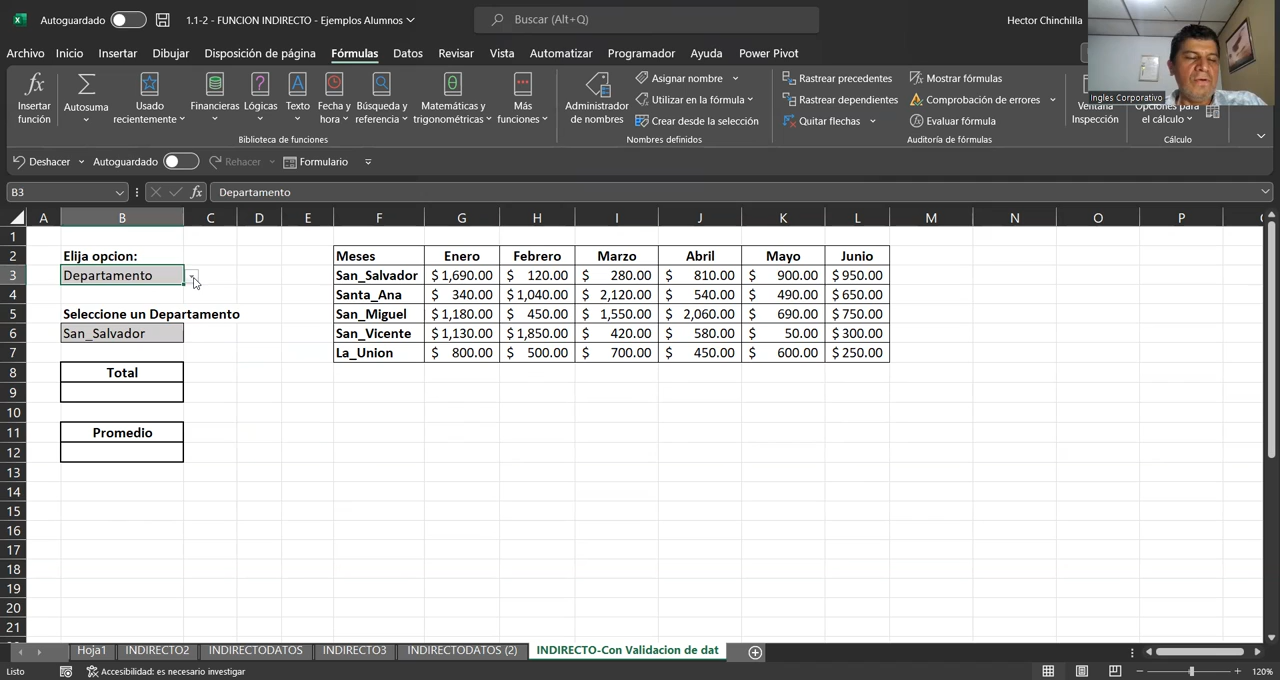 Autoguardado
1.1-2 - FUNCION INDIRECTO - Ejemplos Alumnos
Buscar (Alt+Q)
Hector Chinchilla
Archivo Inicio Insertar Dibujar Disposición de página Fórmulas Datos Revisar Vista Automatizar Programador Ayuda Power Pivot
Ingles Corporativo
Insertar función
Autosuma
Usado recientemente
Financieras
Lógicas
Texto
Fecha y hora
Búsqueda y referencia
Matemáticas y trigonométricas
Más funciones
Biblioteca de funciones
Administrador de nombres
Asignar nombre
Utilizar en la fórmula
Crear desde la selección
Nombres definidos
Rastrear precedentes
Rastrear dependientes
Quitar flechas
Mostrar fórmulas
Comprobación de errores
Evaluar fórmula
Auditoría de fórmulas
Inspección
el cálculo
Cálculo
Deshacer Autoguardado Rehacer Formulario
B3 fx Departamento
A B C D E F G H I J K L M N O P
1
2 Elija opcion: Meses Enero Febrero Marzo Abril Mayo Junio
3 Departamento San_Salvador $ 1,690.00 $ 120.00 $ 280.00 $ 810.00 $ 900.00 $ 950.00
4 Santa_Ana $ 340.00 $ 1,040.00 $ 2,120.00 $ 540.00 $ 490.00 $ 650.00
5 Seleccione un Departamento San_Miguel $ 1,180.00 $ 450.00 $ 1,550.00 $ 2,060.00 $ 690.00 $ 750.00
6 San_Salvador San_Vicente $ 1,130.00 $ 1,850.00 $ 420.00 $ 580.00 $ 50.00 $ 300.00
7 La_Union $ 800.00 $ 500.00 $ 700.00 $ 450.00 $ 600.00 $ 250.00
8 Total
9
10
11 Promedio
12
13
14
15
16
17
18
19
20
21
Hoja1 INDIRECTO2 INDIRECTODATOS INDIRECTO3 INDIRECTODATOS (2) INDIRECTO-Con Validacion de dat
Listo Accesibilidad: es necesario investigar 120%